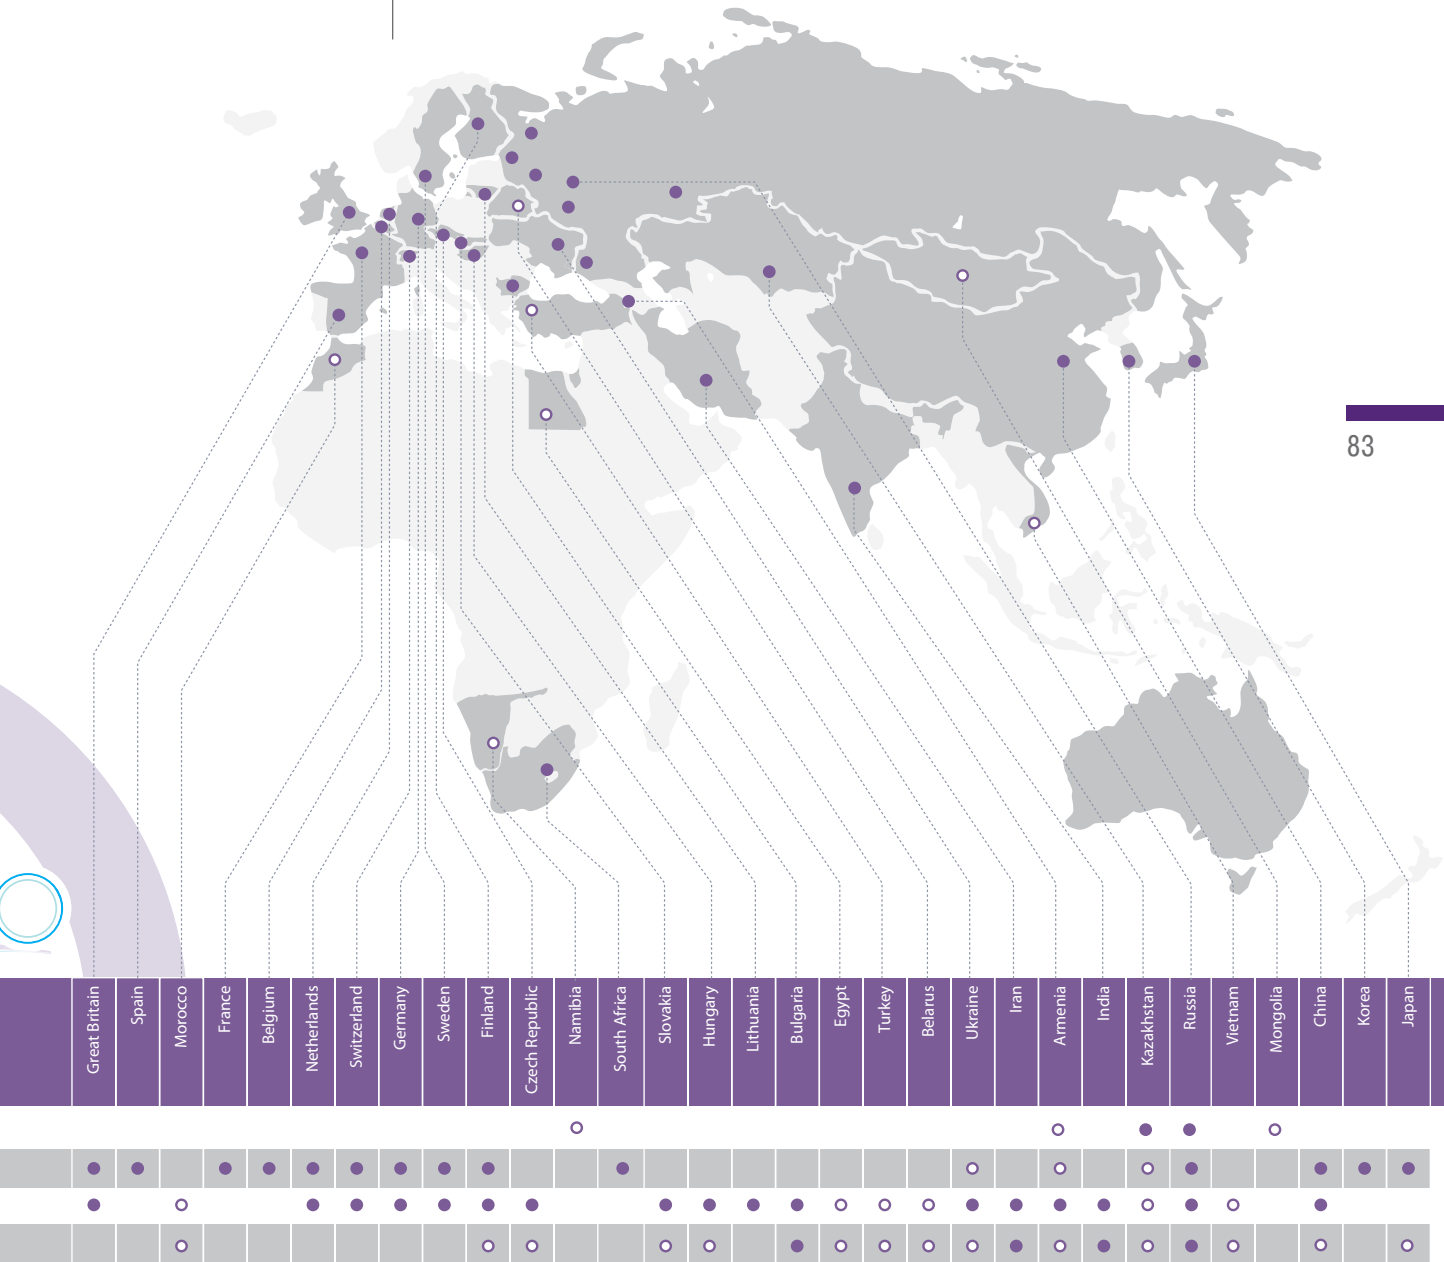 83
Great Britain
Spain
Morocco
France
Belgium
Netherlands
Switzerland
Germany
Sweden
Finland
Czech Republic
Namibia
South Africa
Slovakia
Hungary
Lithuania
Bulgaria
Egypt
Turkey
Belarus
Ukraine
Iran
Armenia
India
Kazakhstan
Russia
Vietnam
Mongolia
China
Korea
Japan